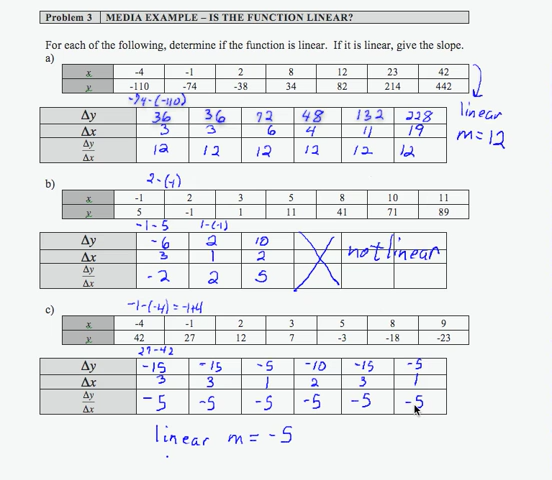 Problem 3 | MEDIA EXAMPLE – IS THE FUNCTION LINEAR?
For each of the following, determine if the function is linear. If it is linear, give the slope.
a)
x -4 -1 2 8 12 23 42
y -110 -74 -38 34 82 214 442
-74-(-110)
linear
m=12
Δy 36 36 72 48 132 228
Δx 3 3 6 4 11 19
Δy/Δx 12 12 12 12 12 12
2-(-1)
b)
x -1 2 3 5 8 10 11
y 5 -1 1 11 41 71 89
-1-5 1-(-1)
Δy -6 2 10
Δx 3 1 2
Δy/Δx -2 2 5
not linear
-1-(-4) = -1+4
c)
x -4 -1 2 3 5 8 9
y 42 27 12 7 -3 -18 -23
27-42
Δy -15 -15 -5 -10 -15 -5
Δx 3 3 1 2 3 1
Δy/Δx -5 -5 -5 -5 -5 -5
linear m = -5